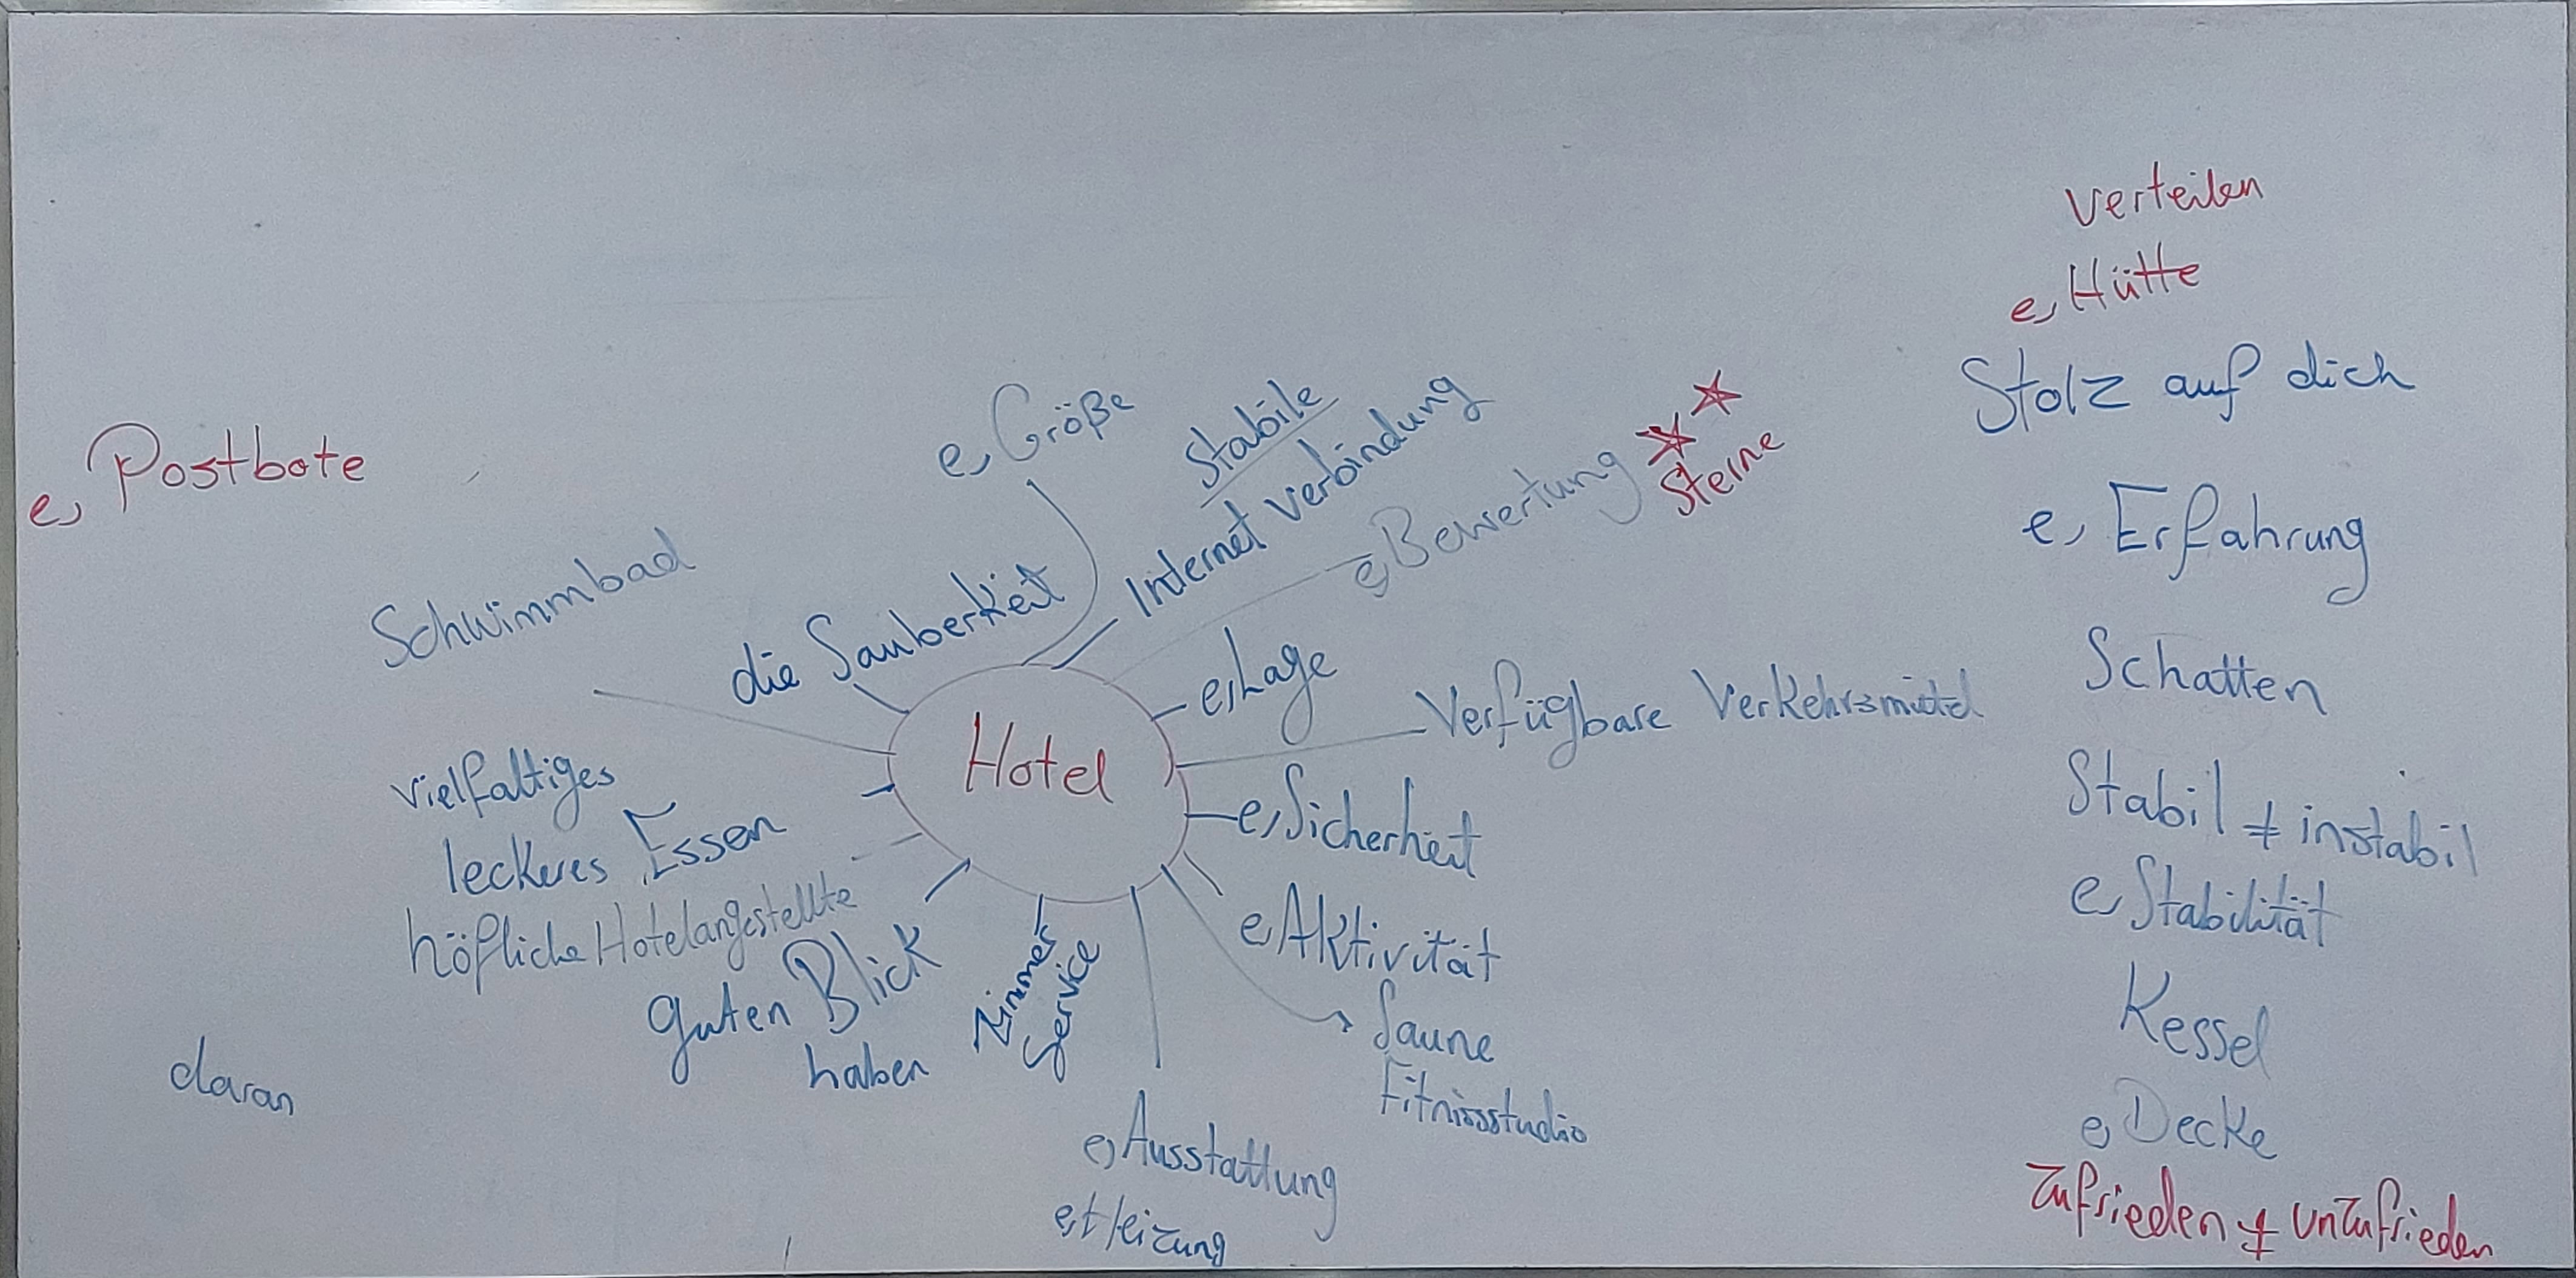 e, Postbote
Schwimmbad
die Sauberkeit
e, Größe
Stabile
Internet verbindung
e, Bewertung
Sterne
e, Lage
Verfügbare Verkehrsmittel
Hotel
e, Sicherheit
e Aktivität
Saune
Fitnissstudio
e, Ausstattung
e, Heizung
Zimmer
Service
guten Blick
haben
höfliche Hotelangestellte
vielfaltiges
leckeres Essen
daran
verteilen
e, Hütte
Stolz auf dich
e, Erfahrung
Schatten
Stabil ≠ instabil
e, Stabilität
Kessel
e, Decke
Zufrieden ≠ unzufrieden